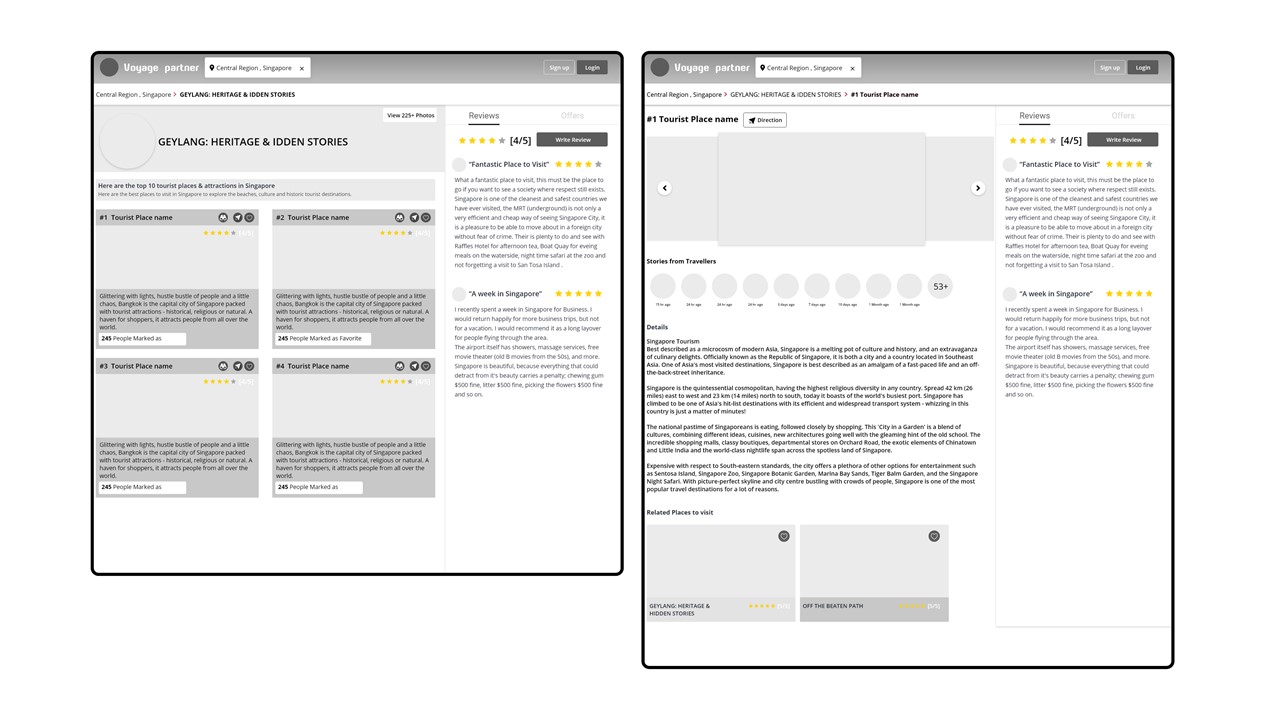 Voyage partner
Central Region , Singapore ×
Sign up
Login
Central Region , Singapore > GEYLANG: HERITAGE & IDDEN STORIES
View 225+ Photos
GEYLANG: HERITAGE & IDDEN STORIES
Here are the top 10 tourist places & attractions in Singapore
Here are the best places to visit in Singapore to explore the beaches, culture and historic tourist destinations.
#1 Tourist Place name
[4/5]
Glittering with lights, hustle bustle of people and a little
chaos, Bangkok is the capital city of Singapore packed
with tourist attractions - historical, religious or natural. A
haven for shoppers, it attracts people from all over the
world.
245 People Marked as
#2 Tourist Place name
[4/5]
Glittering with lights, hustle bustle of people and a little
chaos, Bangkok is the capital city of Singapore packed
with tourist attractions - historical, religious or natural. A
haven for shoppers, it attracts people from all over the
world.
245 People Marked as Favorite
#3 Tourist Place name
[4/5]
Glittering with lights, hustle bustle of people and a little
chaos, Bangkok is the capital city of Singapore packed
with tourist attractions - historical, religious or natural. A
haven for shoppers, it attracts people from all over the
world.
245 People Marked as
#4 Tourist Place name
[4/5]
Glittering with lights, hustle bustle of people and a little
chaos, Bangkok is the capital city of Singapore packed
with tourist attractions - historical, religious or natural. A
haven for shoppers, it attracts people from all over the
world.
245 People Marked as
Reviews
Offers
[4/5]
Write Review
"Fantastic Place to Visit"
What a fanatastic place to visit, this must be the place to
go if you want to see a society where respect still exists.
Singapore is one of the cleanest and safest countries we
have ever visited, the MRT (underground) is not only a
very efficient and cheap way of seeing Singapore City, it
is a pleasure to be able to move about in a foreign city
without fear of crime. Their is plenty to do and see with
Raffles Hotel for afternoon tea, Boat Quay for eveing
meals on the waterside, night time safari at the zoo and
not forgetting a visit to San Tosa Island .
"A week in Singapore"
I recently spent a week in Singapore for Business. I
would return happily for more business trips, but not
for a vacation. I would recommend it as a long layover
for people flying through the area.
The airport itself has showers, massage services, free
movie theater (old B movies from the 50s), and more.
Singapore is beautiful, because everything that could
detract from it's beauty carries a penalty; chewing gum
$500 fine, litter $500 fine, picking the flowers $500 fine
and so on.
Voyage partner
Central Region , Singapore ×
Sign up
Login
Central Region , Singapore > GEYLANG: HERITAGE & IDDEN STORIES > #1 Tourist Place name
#1 Tourist Place name
Direction
Stories from Travellers
53+
15 hr ago
24 hr ago
24 hr ago
24 hr ago
3 days ago
7 days ago
10 days ago
1 Month ago
1 Month ago
Details
Singapore Tourism
Best described as a microcosm of modern Asia, Singapore is a melting pot of culture and history, and an extravaganza
of culinary delights. Officially known as the Republic of Singapore, it is both a city and a country located in Southeast
Asia. One of Asia's most visited destinations, Singapore is best described as an amalgam of a fast-paced life and an off-
the-back-street inheritance.
Singapore is the quintessential cosmopolitan, having the highest religious diversity in any country. Spread 42 km (26
miles) east to west and 23 km (14 miles) north to south, today it boasts of the world's busiest port. Singapore has
climbed to be one of Asia's hit-list destinations with its efficient and widespread transport system - whizzing in this
country is just a matter of minutes!
The national pastime of Singaporeans is eating, followed closely by shopping. This 'City in a Garden' is a blend of
cultures, combining different ideas, cuisines, new architectures going well with the gleaming hint of the old school. The
incredible shopping malls, classy boutiques, departmental stores on Orchard Road, the exotic elements of Chinatown
and Little India and the world-class nightlife span across the spotless land of Singapore.
Expensive with respect to South-eastern standards, the city offers a plethora of other options for entertainment such
as Sentosa Island, Singapore Zoo, Singapore Botanic Garden, Marina Bay Sands, Tiger Balm Garden, and the Singapore
Night Safari. With picture-perfect skyline and city centre bustling with crowds of people, Singapore is one of the most
popular travel destinations for a lot of reasons.
Related Places to visit
GEYLANG: HERITAGE &
HIDDEN STORIES
[5/5]
OFF THE BEATEN PATH
[5/5]
Reviews
Offers
[4/5]
Write Review
"Fantastic Place to Visit"
What a fanatastic place to visit, this must be the place to
go if you want to see a society where respect still exists.
Singapore is one of the cleanest and safest countries we
have ever visited, the MRT (underground) is not only a
very efficient and cheap way of seeing Singapore City, it
is a pleasure to be able to move about in a foreign city
without fear of crime. Their is plenty to do and see with
Raffles Hotel for afternoon tea, Boat Quay for eveing
meals on the waterside, night time safari at the zoo and
not forgetting a visit to San Tosa Island .
"A week in Singapore"
I recently spent a week in Singapore for Business. I
would return happily for more business trips, but not
for a vacation. I would recommend it as a long layover
for people flying through the area.
The airport itself has showers, massage services, free
movie theater (old B movies from the 50s), and more.
Singapore is beautiful, because everything that could
detract from it's beauty carries a penalty; chewing gum
$500 fine, litter $500 fine, picking the flowers $500 fine
and so on.